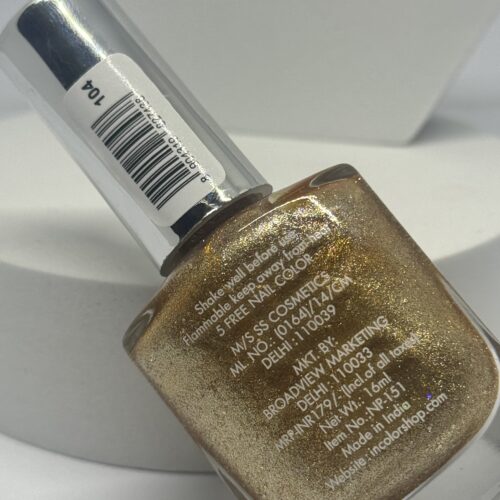 104
Shake well before use
Flammable keep away from heat
5 FREE NAIL COLOR
M/S SS COSMETICS
ML. NO.: (0164)/14/CM
DELHI :110039
MKT. BY:
BROADVIEW MARKETING
DELHI :110033
MRP-INR179/-(Incl of all taxes)
Net Wt.: 16ml
Item No.:NP-151
Made in India
Website: incolorshop.com